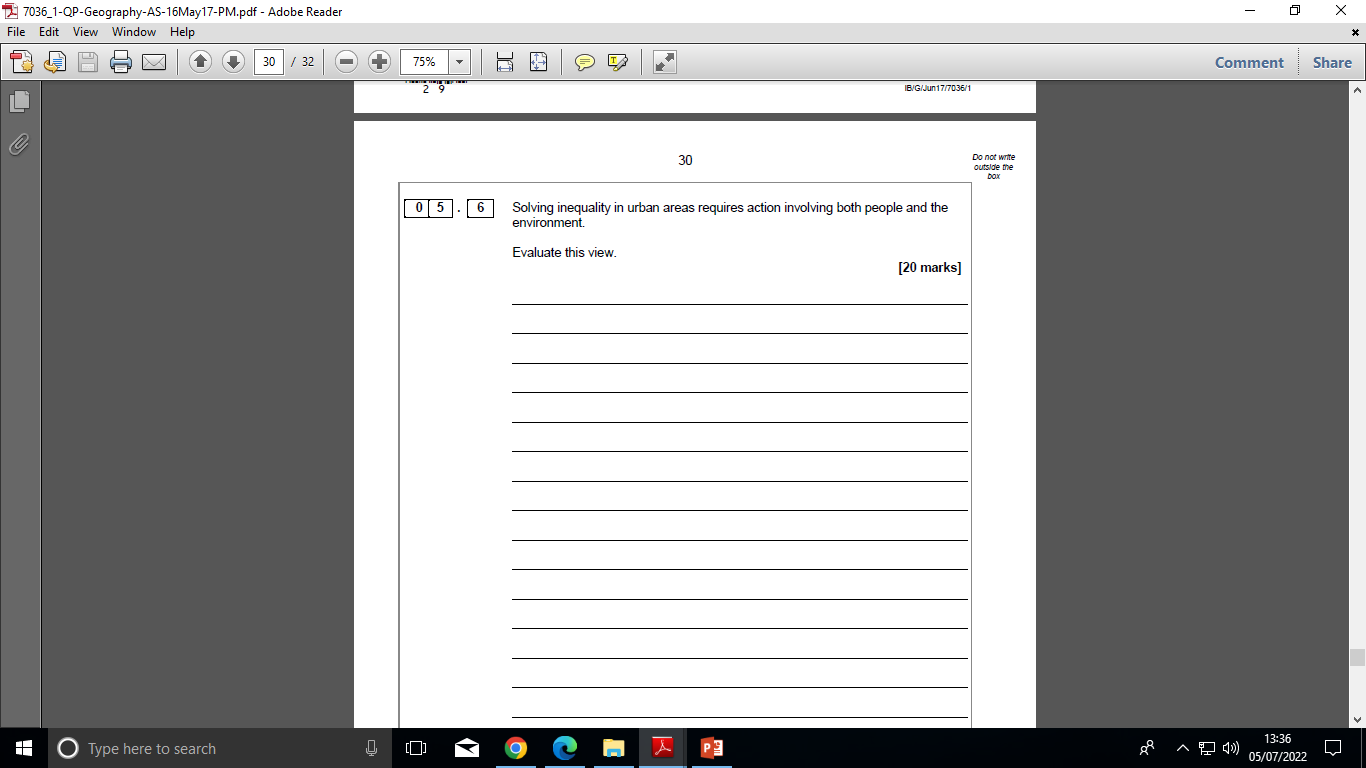 7036_1-QP-Geography-AS-16May17-PM.pdf - Adobe Reader
File Edit View Window Help
30 / 32 75% Comment Share
2 9 IB/G/Jun17/7036/1
30
Do not write
outside the
box
0 5 . 6 Solving inequality in urban areas requires action involving both people and the
environment.
Evaluate this view.
[20 marks]
Type here to search
13:36
05/07/2022